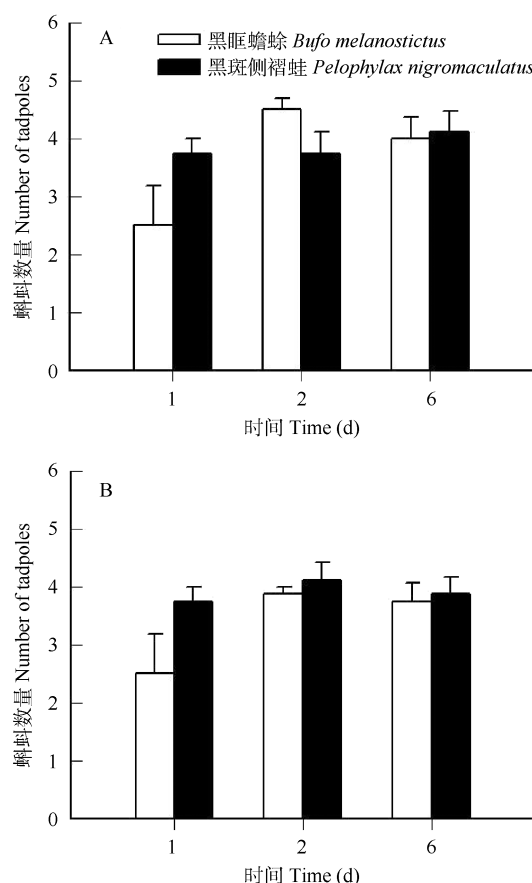 A
黑眶蟾蜍 Bufo melanostictus
黑斑侧褶蛙 Pelophylax nigromaculatus
蝌蚪数量 Number of tadpoles
6
5
4
3
2
1
0
1 2 6
时间 Time (d)
B
蝌蚪数量 Number of tadpoles
6
5
4
3
2
1
0
1 2 6
时间 Time (d)